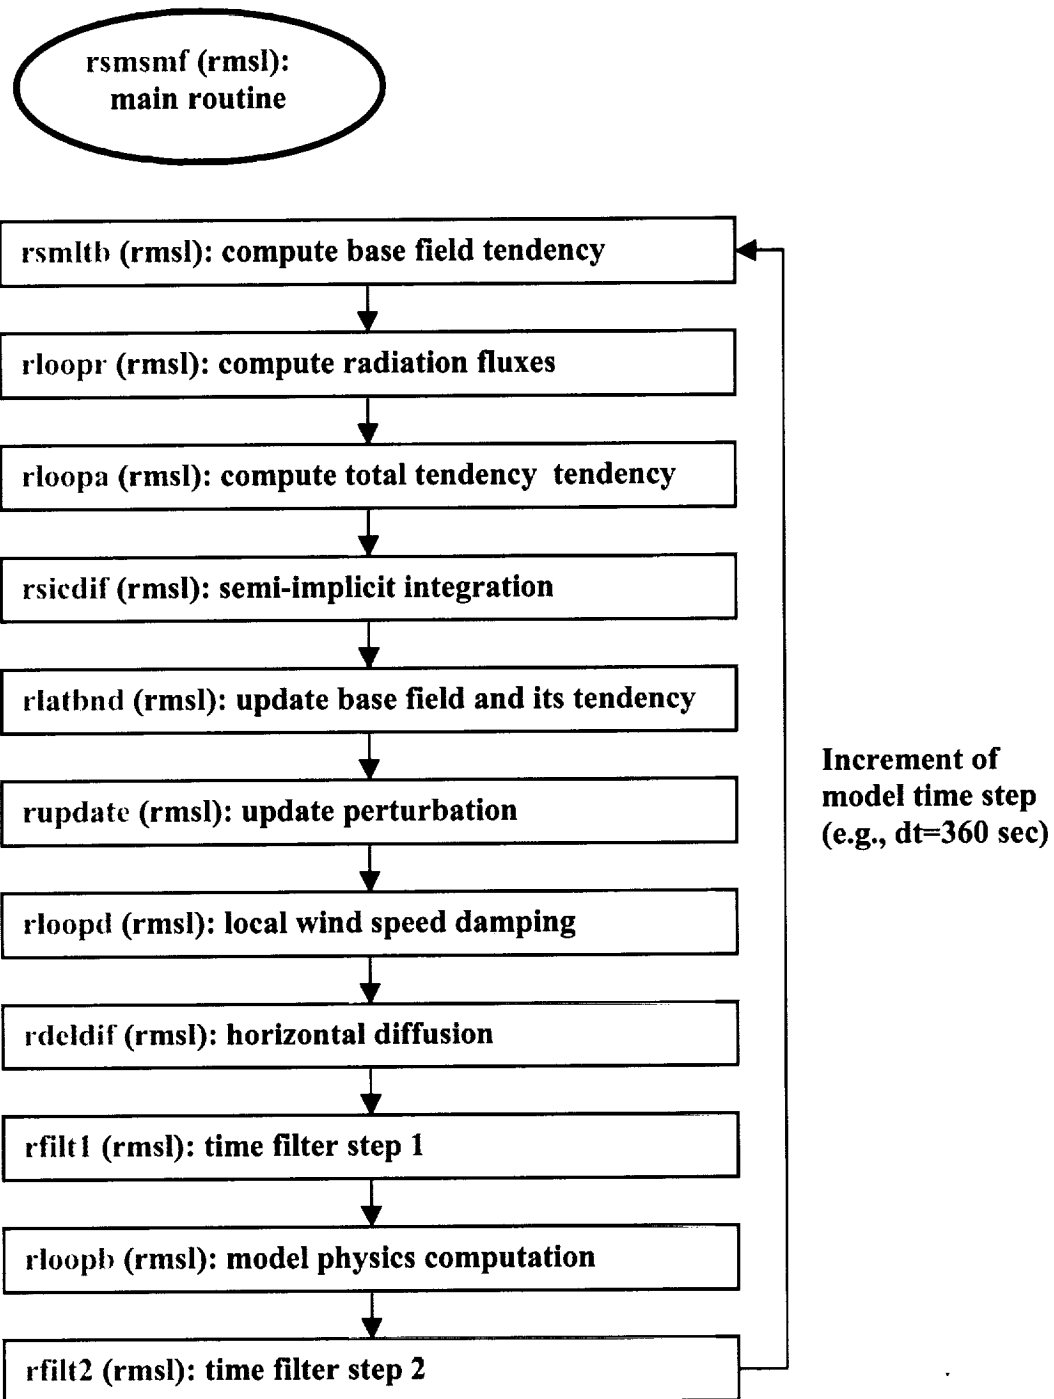 rsmsmf (rmsl):
main routine
rsmltb (rmsl): compute base field tendency
rloopr (rmsl): compute radiation fluxes
rloopa (rmsl): compute total tendency tendency
rsicdif (rmsl): semi-implicit integration
rlatbnd (rmsl): update base field and its tendency
rupdate (rmsl): update perturbation
rloopd (rmsl): local wind speed damping
rdeldif (rmsl): horizontal diffusion
rfilt1 (rmsl): time filter step 1
rloopb (rmsl): model physics computation
rfilt2 (rmsl): time filter step 2
Increment of
model time step
(e.g., dt=360 sec)